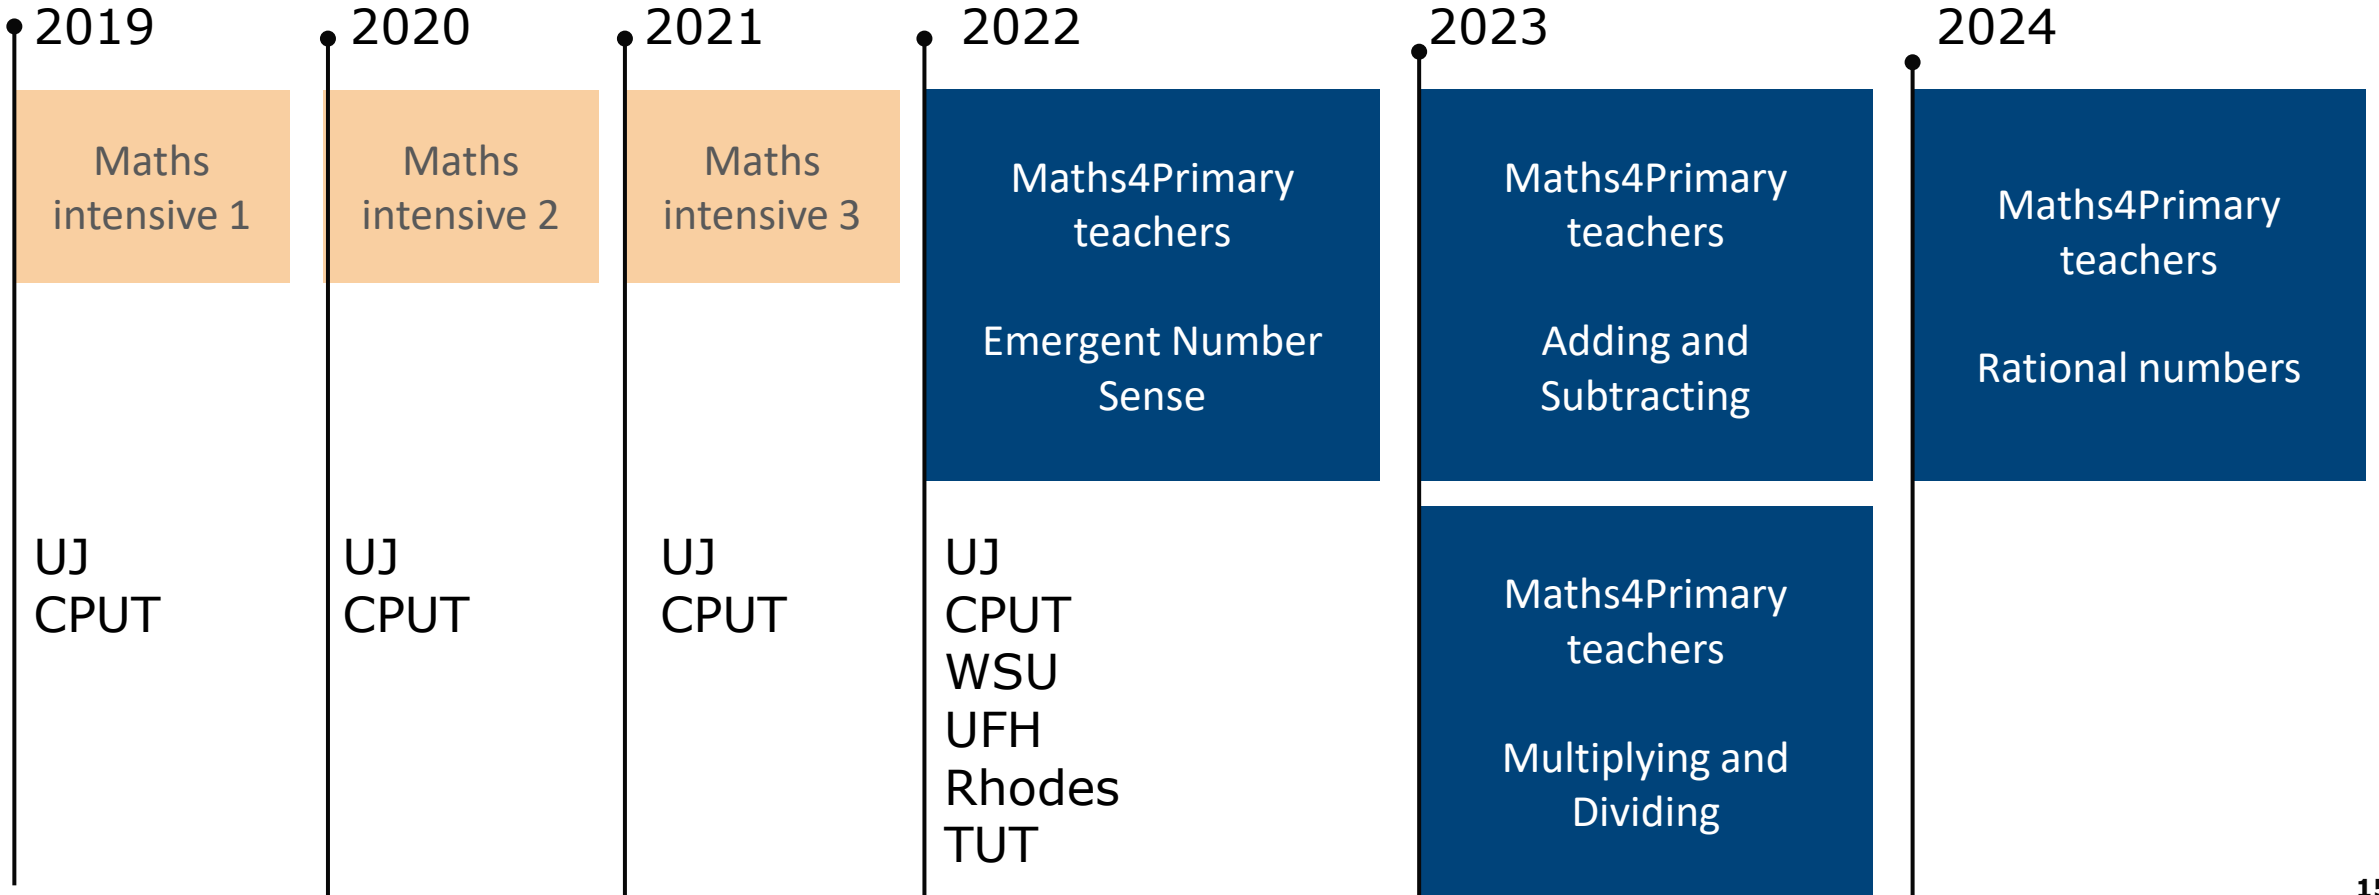 2019
2020
2021
2022
2023
2024
Maths
intensive 1
Maths
intensive 2
Maths
intensive 3
Maths4Primary
teachers
Emergent Number
Sense
Maths4Primary
teachers
Adding and
Subtracting
Maths4Primary
teachers
Rational numbers
UJ
CPUT
UJ
CPUT
UJ
CPUT
UJ
CPUT
WSU
UFH
Rhodes
TUT
Maths4Primary
teachers
Multiplying and
Dividing
15